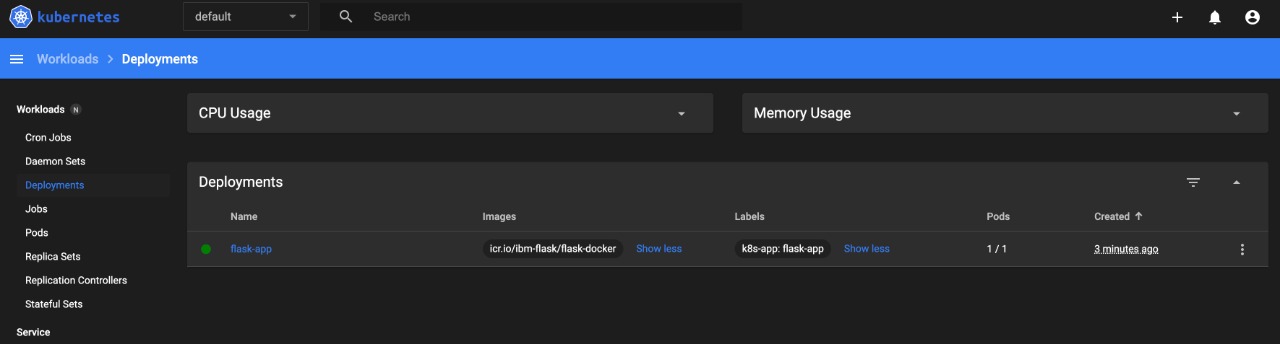 kubernetes
default
Search
Workloads > Deployments
Workloads N
Cron Jobs
Daemon Sets
Deployments
Jobs
Pods
Replica Sets
Replication Controllers
Stateful Sets
Service
CPU Usage
Memory Usage
Deployments
Name Images Labels Pods Created
flask-app icr.io/ibm-flask/flask-docker Show less k8s-app: flask-app Show less 1 / 1 3 minutes ago